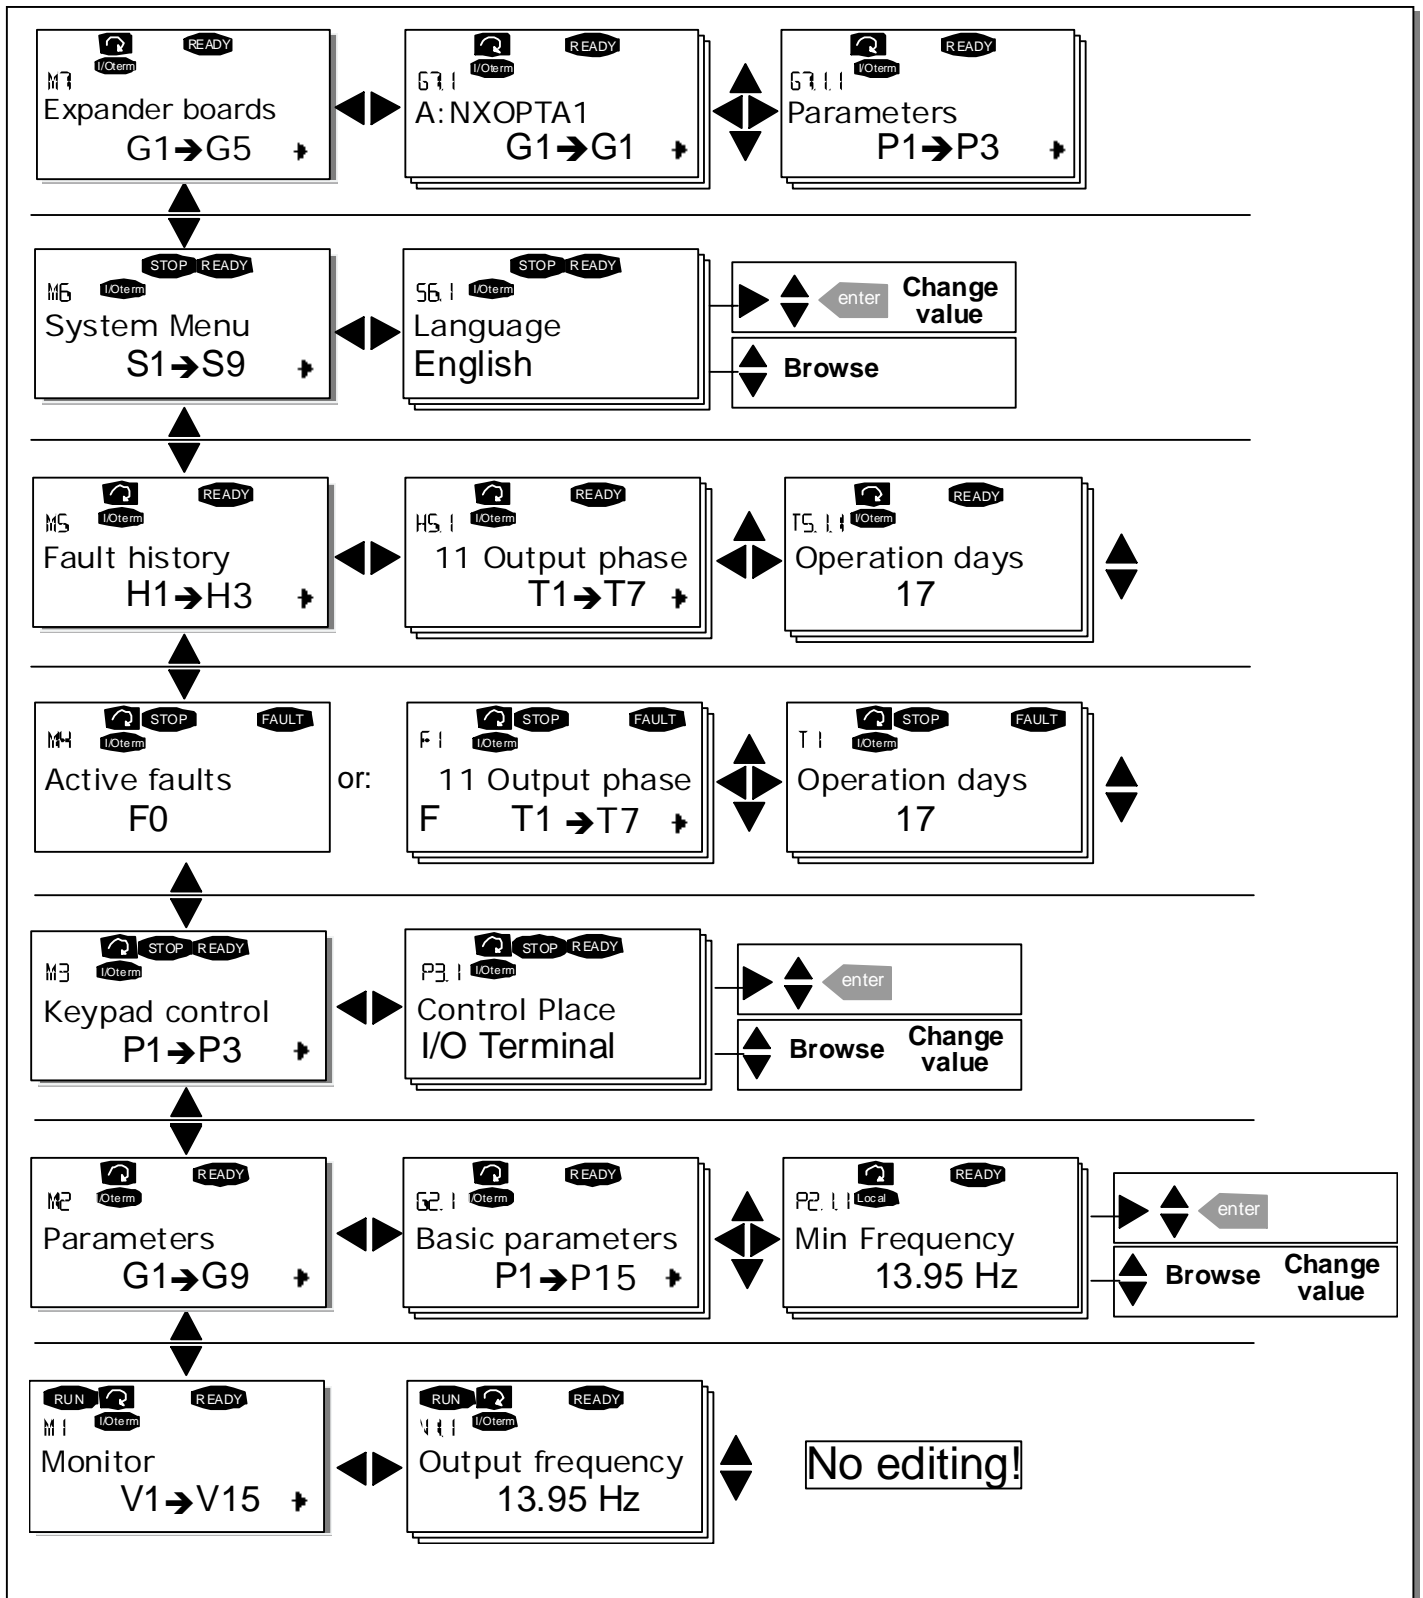 READY
I/Oterm
M7
Expander boards
G1➔G5
READY
I/Oterm
G7.1
A:NXOPTA1
G1➔G1
READY
I/Oterm
G7.1.1
Parameters
P1➔P3
STOP READY
M6 I/Oterm
System Menu
S1➔S9
STOP READY
S6.1 I/Oterm
Language
English
enter
Change
value
Browse
READY
I/Oterm
M5
Fault history
H1➔H3
READY
H5.1 I/Oterm
11 Output phase
T1➔T7
READY
T5.1.1 I/Oterm
Operation days
17
STOP FAULT
M4 I/Oterm
Active faults
F0
or:
STOP FAULT
F1 I/Oterm
11 Output phase
F T1➔T7
STOP FAULT
T1 I/Oterm
Operation days
17
STOP READY
M3 I/Oterm
Keypad control
P1➔P3
STOP READY
P3.1 I/Oterm
Control Place
I/O Terminal
enter
Browse
Change
value
READY
M2 I/Oterm
Parameters
G1➔G9
READY
G2.1 I/Oterm
Basic parameters
P1➔P15
READY
P2.1.1 Local
Min Frequency
13.95 Hz
enter
Browse
Change
value
RUN READY
M1 I/Oterm
Monitor
V1➔V15
RUN READY
V1.1 I/Oterm
Output frequency
13.95 Hz
No editing!